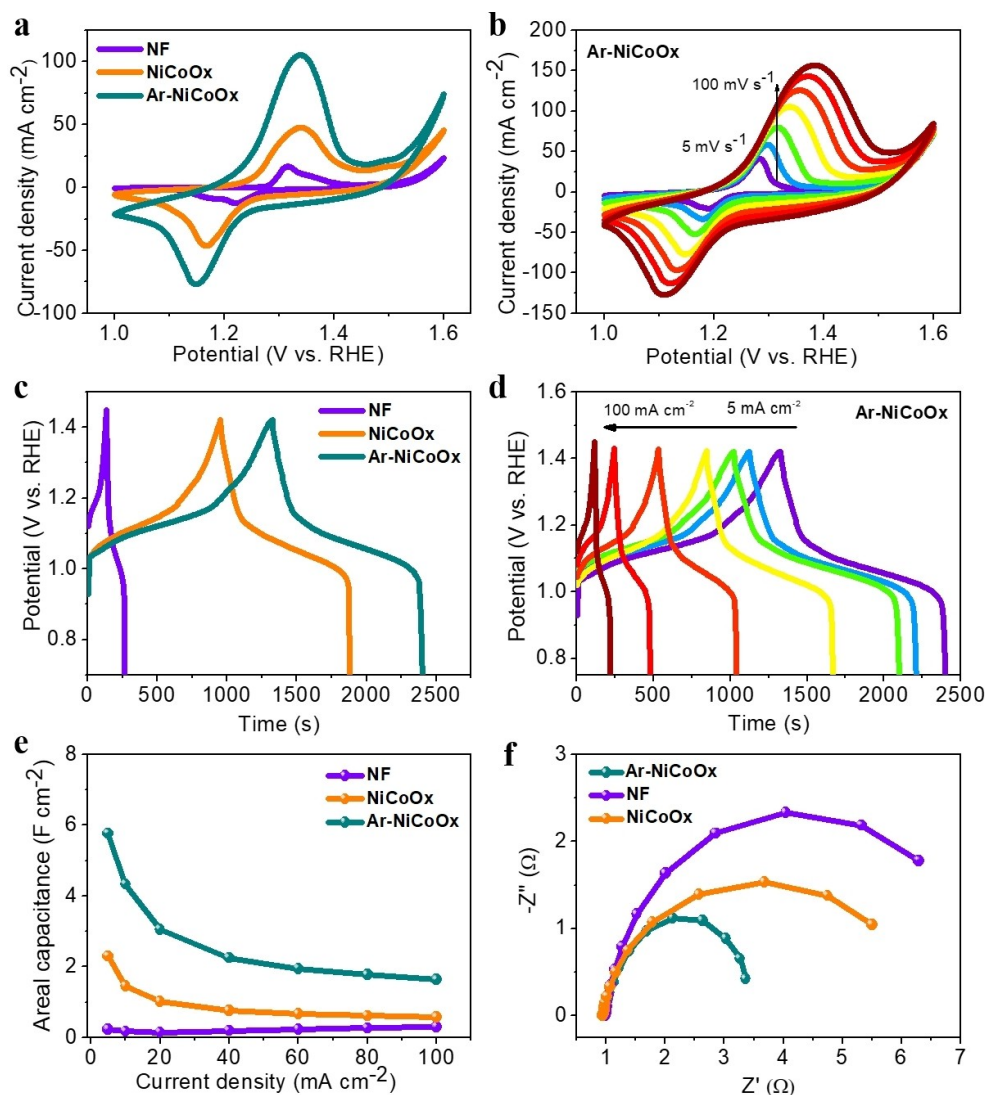 a
NF
NiCoOx
Ar-NiCoOx
Current density (mA cm⁻²)
100
50
0
-50
-100
1.0
1.2
1.4
1.6
Potential (V vs. RHE)
b
Ar-NiCoOx
100 mV s⁻¹
5 mV s⁻¹
Current density (mA cm⁻²)
200
150
100
50
0
-50
-100
-150
1.0
1.2
1.4
1.6
Potential (V vs. RHE)
c
NF
NiCoOx
Ar-NiCoOx
Potential (V vs. RHE)
1.4
1.2
1.0
0.8
0
500
1000
1500
2000
2500
Time (s)
d
100 mA cm⁻²
5 mA cm⁻²
Ar-NiCoOx
Potential (V vs. RHE)
1.6
1.4
1.2
1.0
0.8
0
500
1000
1500
2000
2500
Time (s)
e
NF
NiCoOx
Ar-NiCoOx
Areal capacitance (F cm⁻²)
8
6
4
2
0
0
20
40
60
80
100
Current density (mA cm⁻²)
f
Ar-NiCoOx
NF
NiCoOx
-Z" (Ω)
3
2
1
0
0
1
2
3
4
5
6
7
Z' (Ω)